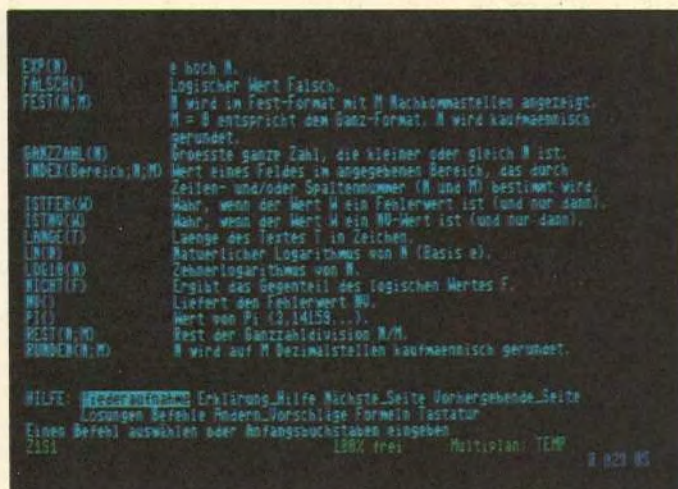 EXP(N) e hoch N.
FALSCH() Logischer Wert Falsch.
FEST(N;M) N wird im Fest-Format mit M Nachkommastellen angezeigt.
M = 0 entspricht dem Ganz-Format. N wird kaufmaennisch
gerundet.
GANZZAHL(N) Groesste ganze Zahl, die kleiner oder gleich N ist.
INDEX(Bereich;N;M) Wert eines Feldes im angegebenen Bereich, das durch
Zeilen- und/oder Spaltennummer (N und M) bestimmt wird.
ISTFEH(W) Wahr, wenn der Wert W ein Fehlerwert ist (und nur dann).
ISTNV(W) Wahr, wenn der Wert W ein NV-Wert ist (und nur dann).
LANGE(T) Laenge des Textes T in Zeichen.
LN(N) Natuerlicher Logarithmus von N (Basis e).
LOG10(N) Zehnerlogarithmus von N.
NICHT(F) Ergibt das Gegenteil des logischen Wertes F.
NV() Liefert den Fehlerwert NV.
PI() Wert von Pi (3,14159...).
REST(N;M) Rest der Ganzzahldivision N/M.
RUNDEN(N;M) N wird auf M Dezimalstellen kaufmaennisch gerundet.
HILFE: Wiederaufnahme Erklärung_Hilfe Nächste_Seite Vorhergehende_Seite
Lösungen Befehle Ändern_Vorschläge Formeln Tastatur
Einen Befehl auswählen oder Anfangsbuchstaben eingeben
Z1S1 100% frei Multiplan: TEMP